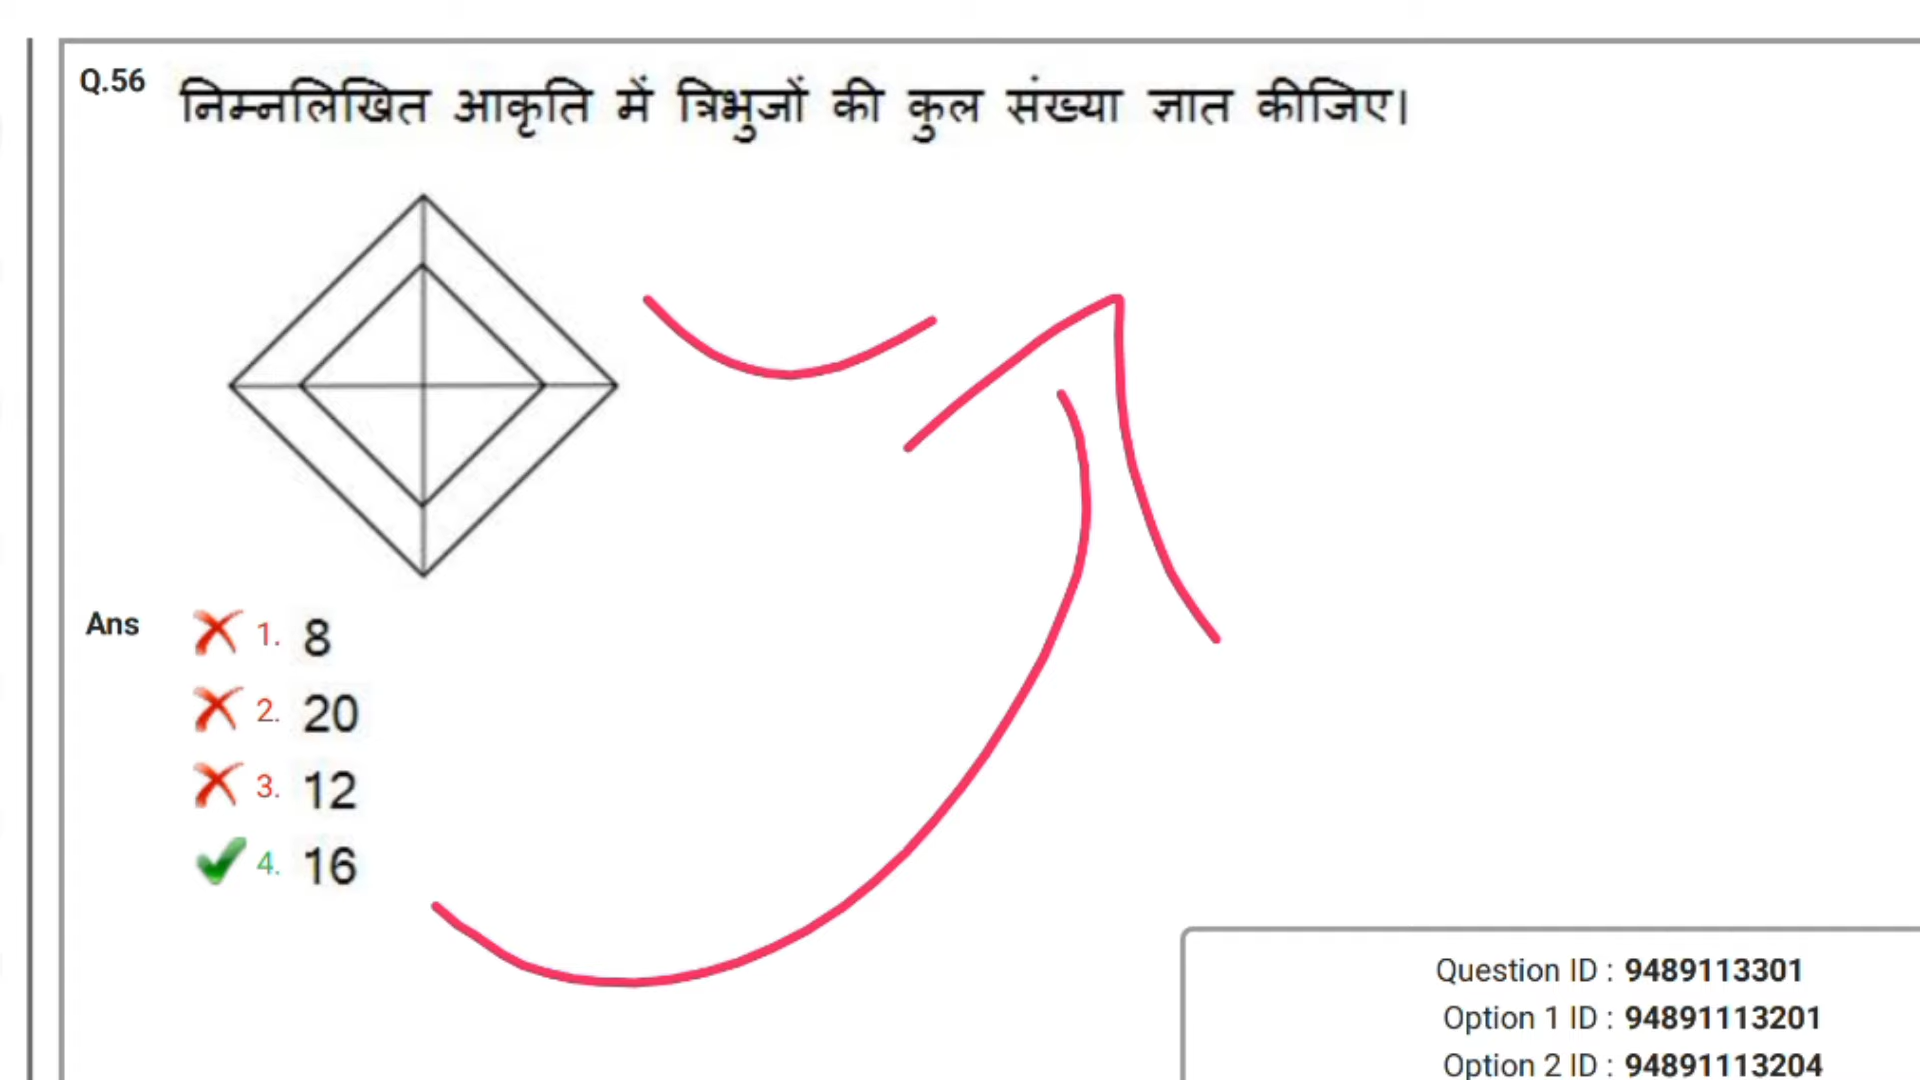 Q.56 निम्नलिखित आकृति में त्रिभुजों की कुल संख्या ज्ञात कीजिए।
Ans
1. 8
2. 20
3. 12
4. 16
Question ID : 9489113301
Option 1 ID : 94891113201
Option 2 ID : 94891113204